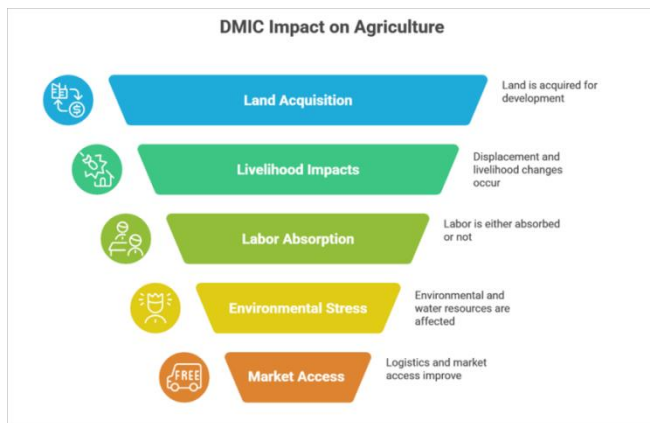 DMIC Impact on Agriculture
Land Acquisition
Land is acquired for
development
Livelihood Impacts
Displacement and
livelihood changes
occur
Labor Absorption
Labor is either absorbed
or not
Environmental Stress
Environmental and
water resources are
affected
FREE
Market Access
Logistics and market
access improve